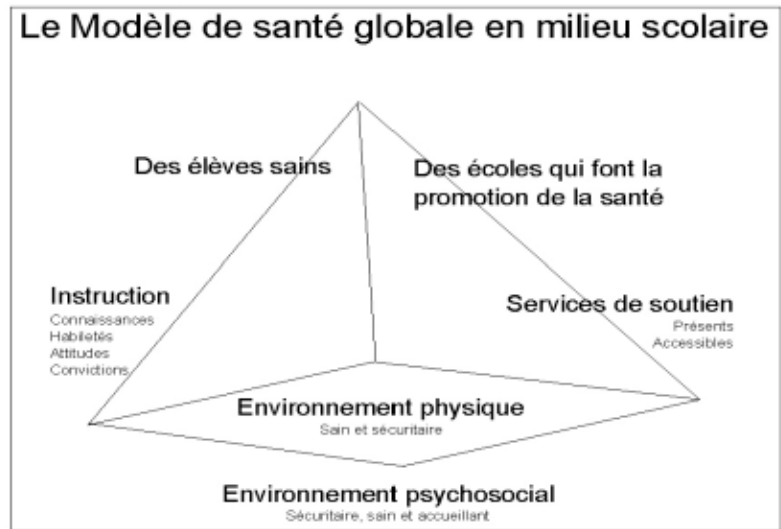 Le Modèle de santé globale en milieu scolaire
Des élèves sains
Des écoles qui font la
promotion de la santé
Instruction
Connaissances
Habiletés
Attitudes
Convictions
Services de soutien
Présents
Accessibles
Environnement physique
Sain et sécuritaire
Environnement psychosocial
Sécuritaire, sain et accueillant